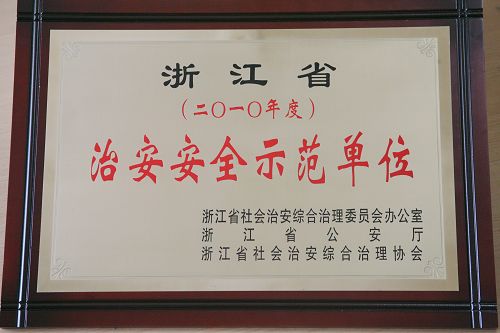 浙江省
(二〇一〇年度)
治安安全示范单位
浙江省社会治安综合治理委员会办公室
浙江省公安厅
浙江省社会治安综合治理协会